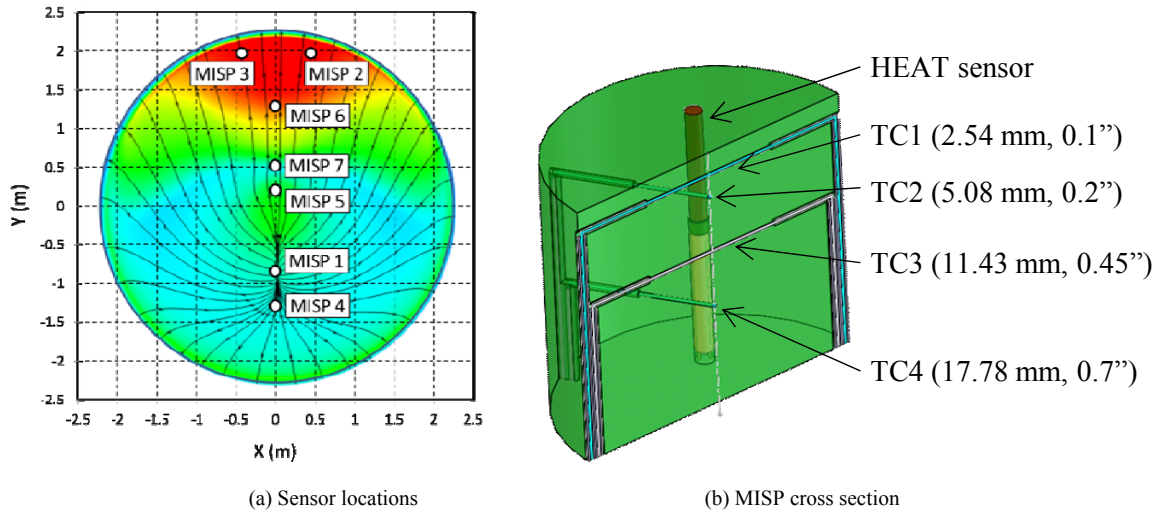 2.5
2
1.5
1
0.5
0
-0.5
-1
-1.5
-2
-2.5
Y (m)
MISP 3
MISP 2
MISP 6
MISP 7
MISP 5
MISP 1
MISP 4
-2.5 -2 -1.5 -1 -0.5 0 0.5 1 1.5 2 2.5
X (m)
HEAT sensor
TC1 (2.54 mm, 0.1”)
TC2 (5.08 mm, 0.2”)
TC3 (11.43 mm, 0.45”)
TC4 (17.78 mm, 0.7”)
(a) Sensor locations
(b) MISP cross section